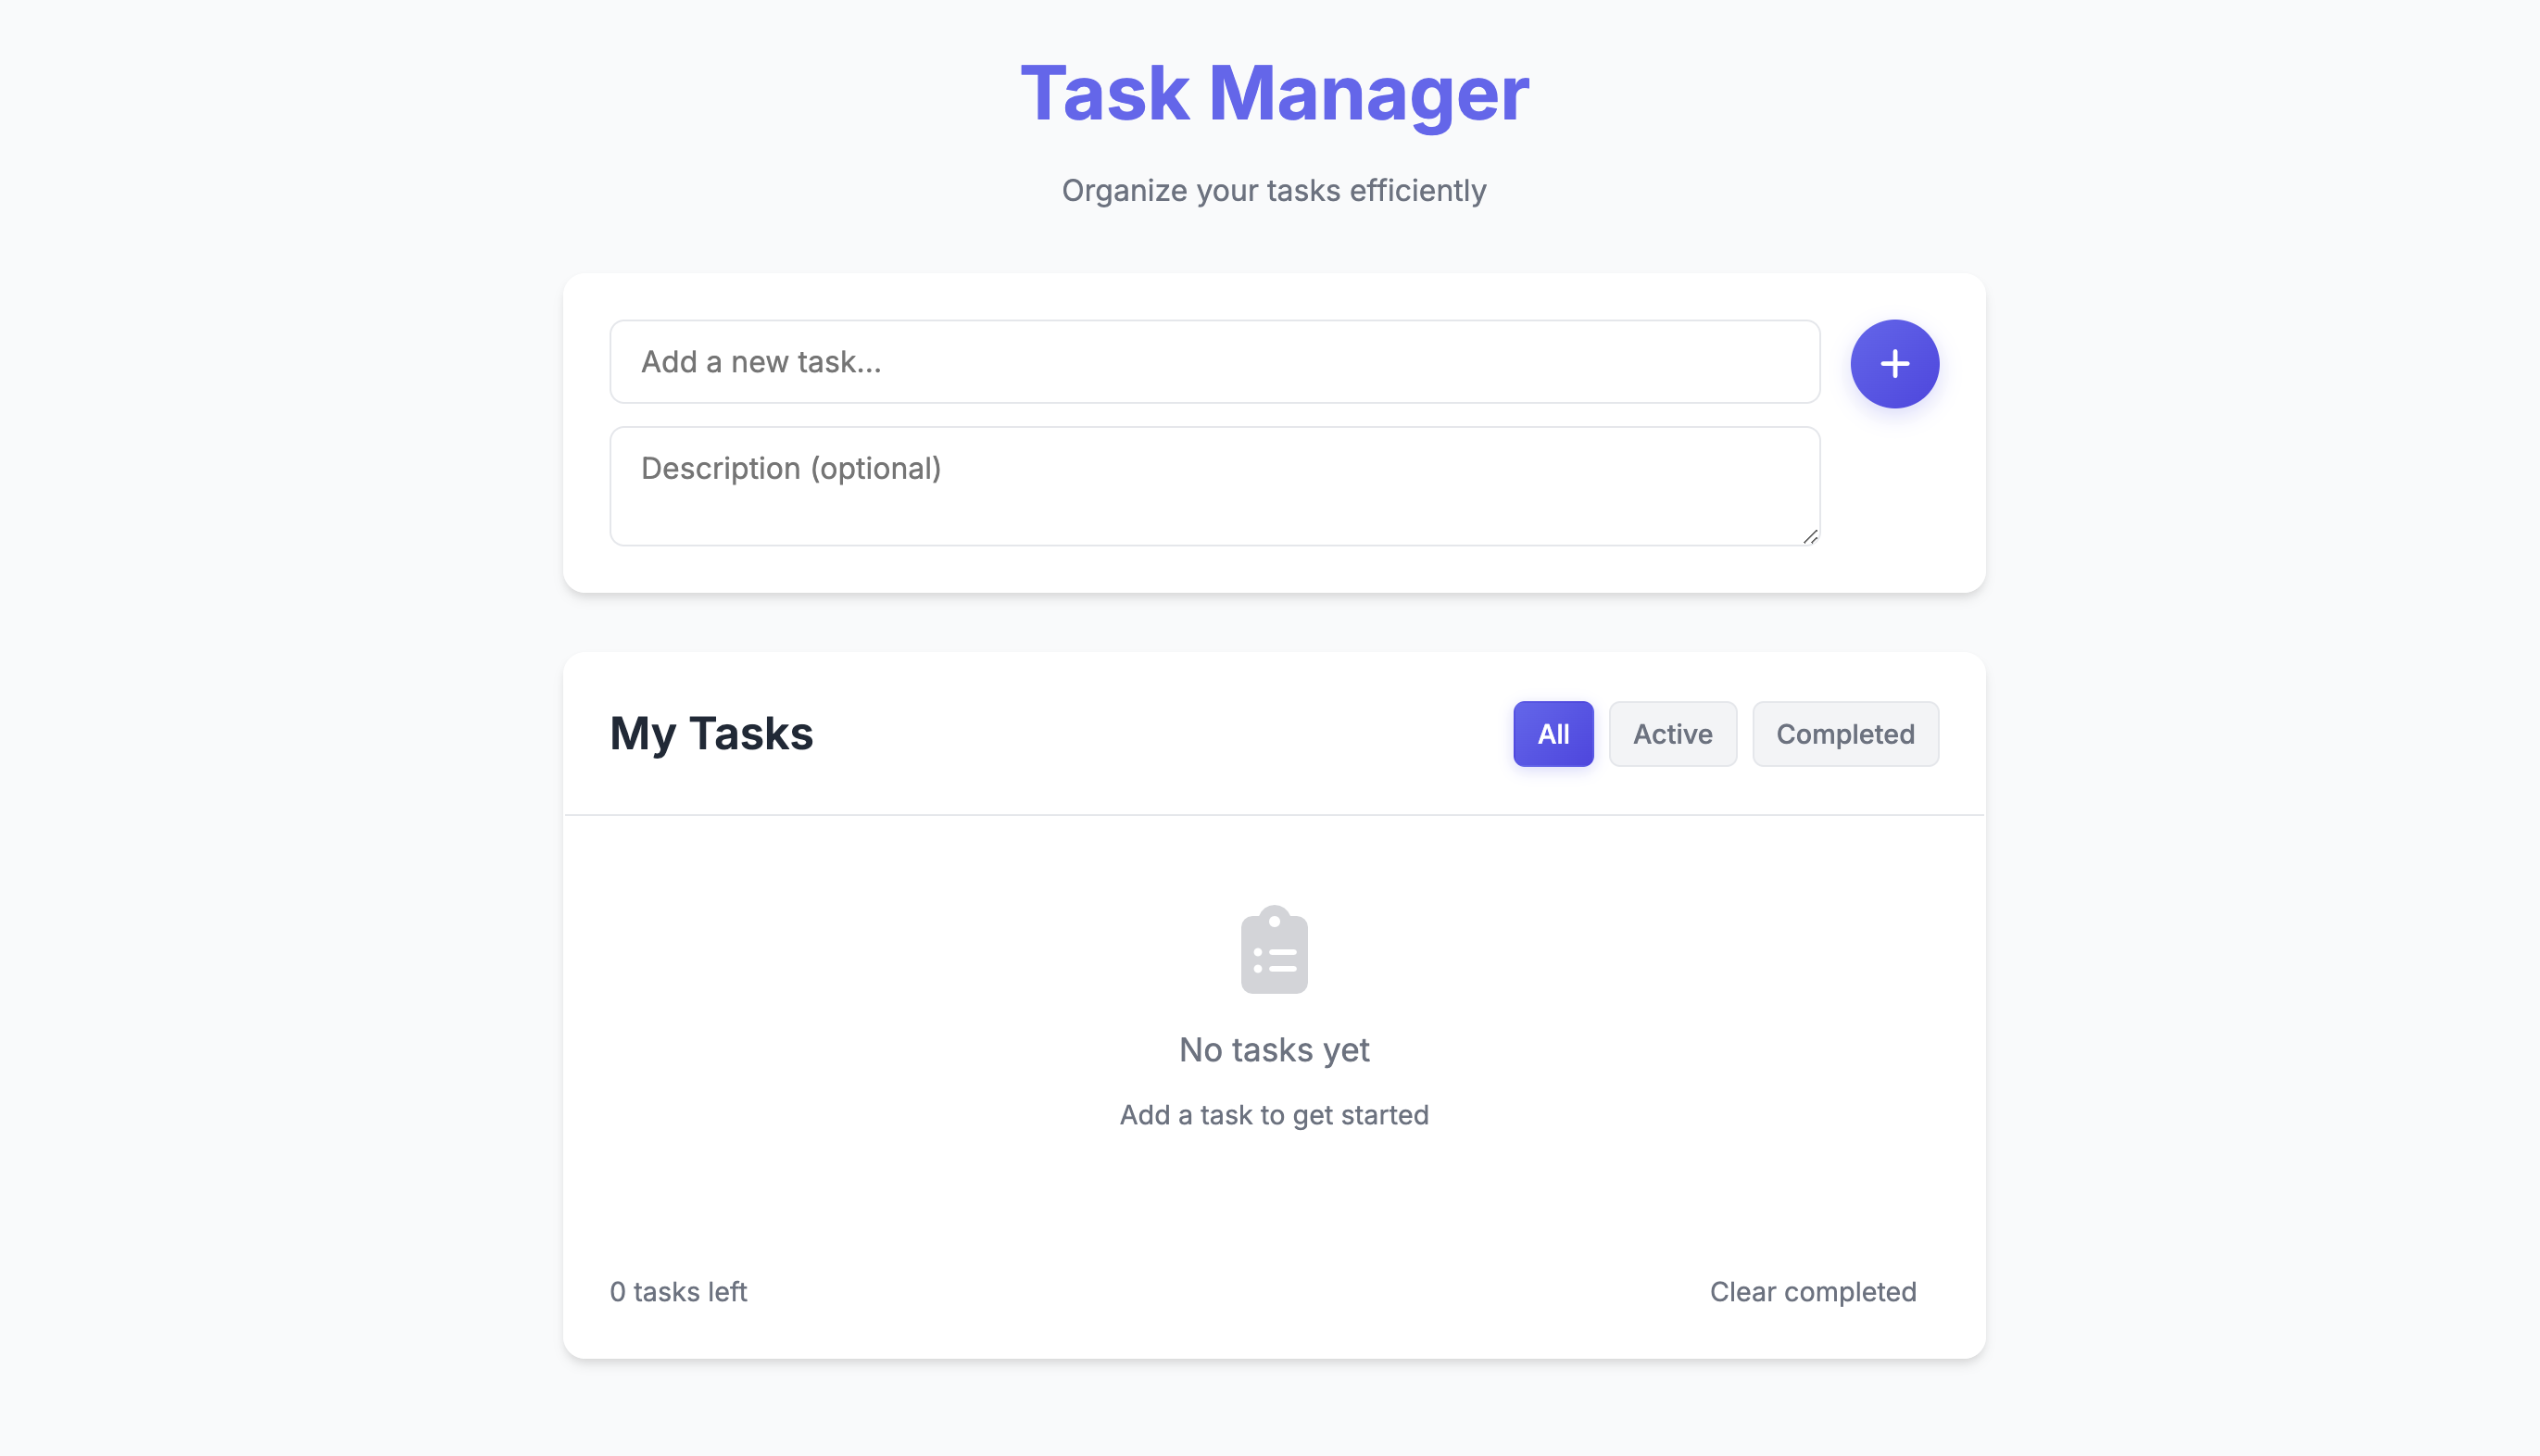 Task Manager
Organize your tasks efficiently
Add a new task...
Description (optional)
My Tasks
All
Active
Completed
No tasks yet
Add a task to get started
0 tasks left
Clear completed